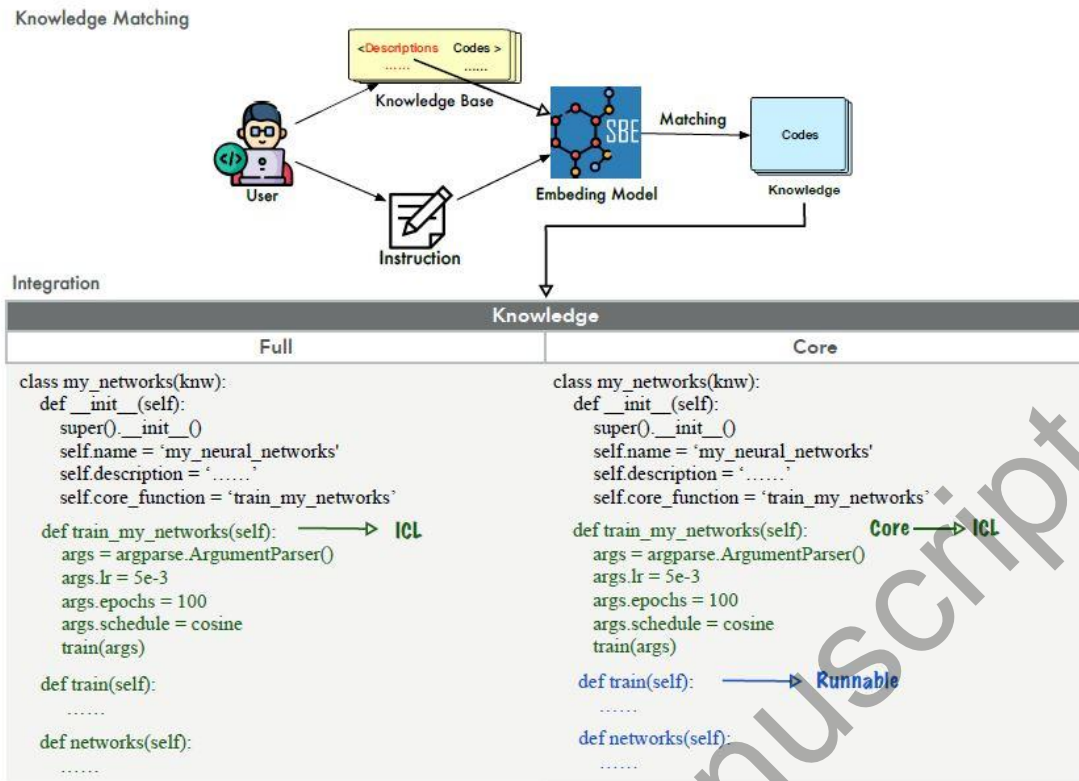 Knowledge Matching
<Descriptions Codes >
...... ......
Knowledge Base
SBE
Matching
Codes
User
Embeding Model
Knowledge
Instruction
Integration
Knowledge
Full
Core
class my_networks(knw):
def __init__(self):
super().__init__()
self.name = ‘my_neural_networks'
self.description = ‘......’
self.core_function = ‘train_my_networks’
def train_my_networks(self): ICL
args = argparse.ArgumentParser()
args.lr = 5e-3
args.epochs = 100
args.schedule = cosine
train(args)
def train(self):
......
def networks(self):
......
class my_networks(knw):
def __init__(self):
super().__init__()
self.name = ‘my_neural_networks'
self.description = ‘......’
self.core_function = ‘train_my_networks’
def train_my_networks(self): Core ICL
args = argparse.ArgumentParser()
args.lr = 5e-3
args.epochs = 100
args.schedule = cosine
train(args)
def train(self): Runnable
......
def networks(self):
......
nuscript